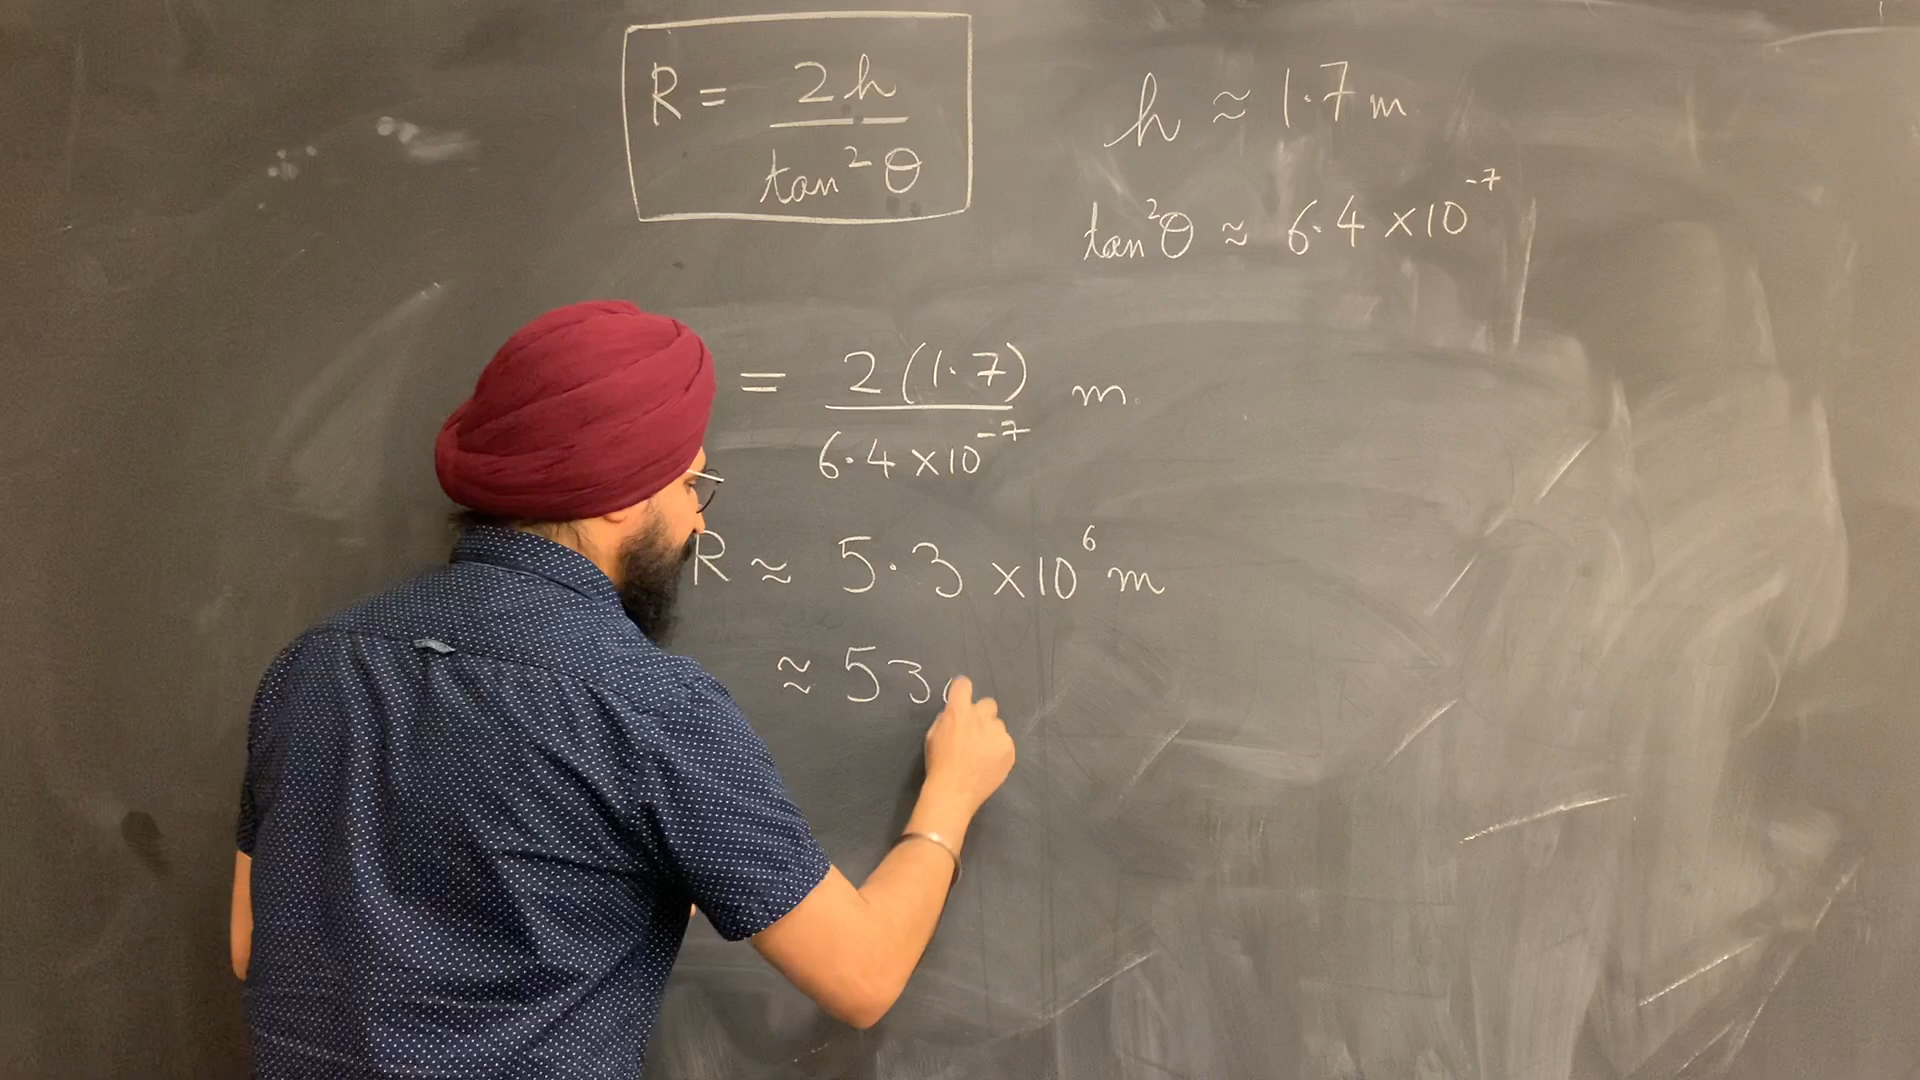 R = 2h / tan²θ
h ≈ 1.7 m
tan²θ ≈ 6.4 ×10⁻⁷
= 2(1.7) / 6.4 ×10⁻⁷ m
R ≈ 5.3 ×10⁶ m
≈ 53